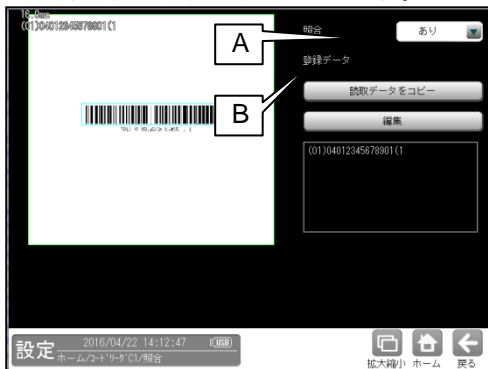 18.0ms
(01)04012345678901(1
A
照合
あり
登録データ
B
読取データをコピー
編集
(01)04012345678901(1
設定
2016/04/22 14:12:47
USB
ホーム/コードリーダC1/照合
拡大縮小
ホーム
戻る